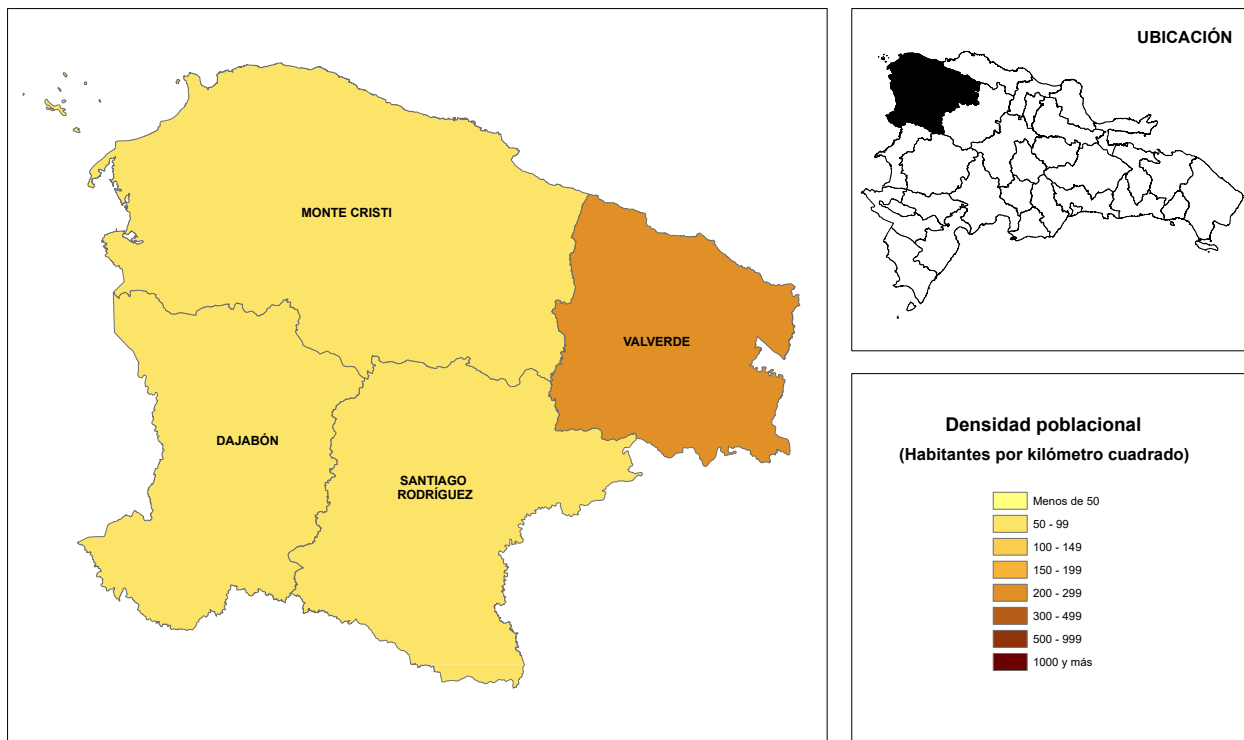 MONTE CRISTI
VALVERDE
DAJABÓN
SANTIAGO
RODRÍGUEZ
UBICACIÓN
Densidad poblacional
(Habitantes por kilómetro cuadrado)
Menos de 50
50 - 99
100 - 149
150 - 199
200 - 299
300 - 499
500 - 999
1000 y más